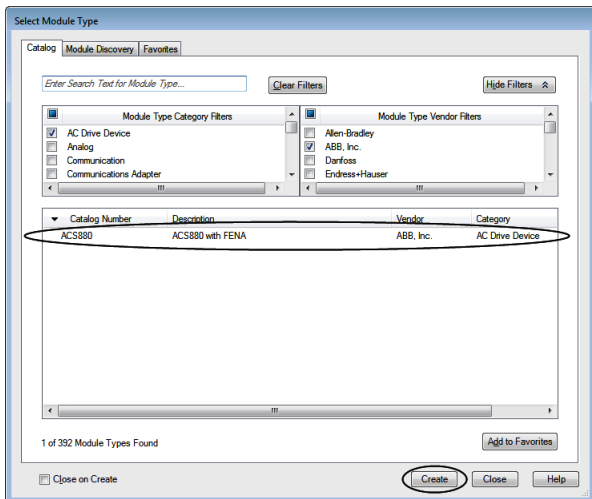 Select Module Type
Catalog Module Discovery Favorites
Enter Search Text for Module Type... Clear Filters Hide Filters
Module Type Category Filters Module Type Vendor Filters
AC Drive Device Allen-Bradley
Analog ABB, Inc.
Communication Danfoss
Communications Adapter Endress+Hauser
Catalog Number Description Vendor Category
ACS880 ACS880 with FENA ABB, Inc. AC Drive Device
1 of 392 Module Types Found Add to Favorites
Close on Create Create Close Help